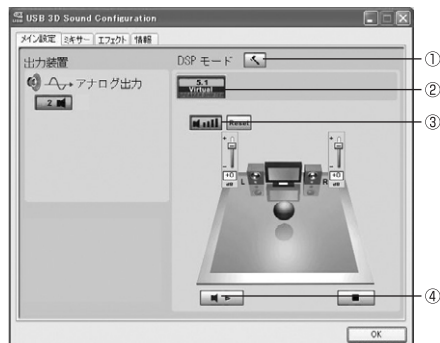 USB 3D Sound Configuration
メイン設定 ミキサー エフェクト 情報
出力装置
アナログ出力
2
DSP モード
①
5.1
Virtual
②
Reset
③
+ +
- -
+0 L R +0
dB dB
④
OK